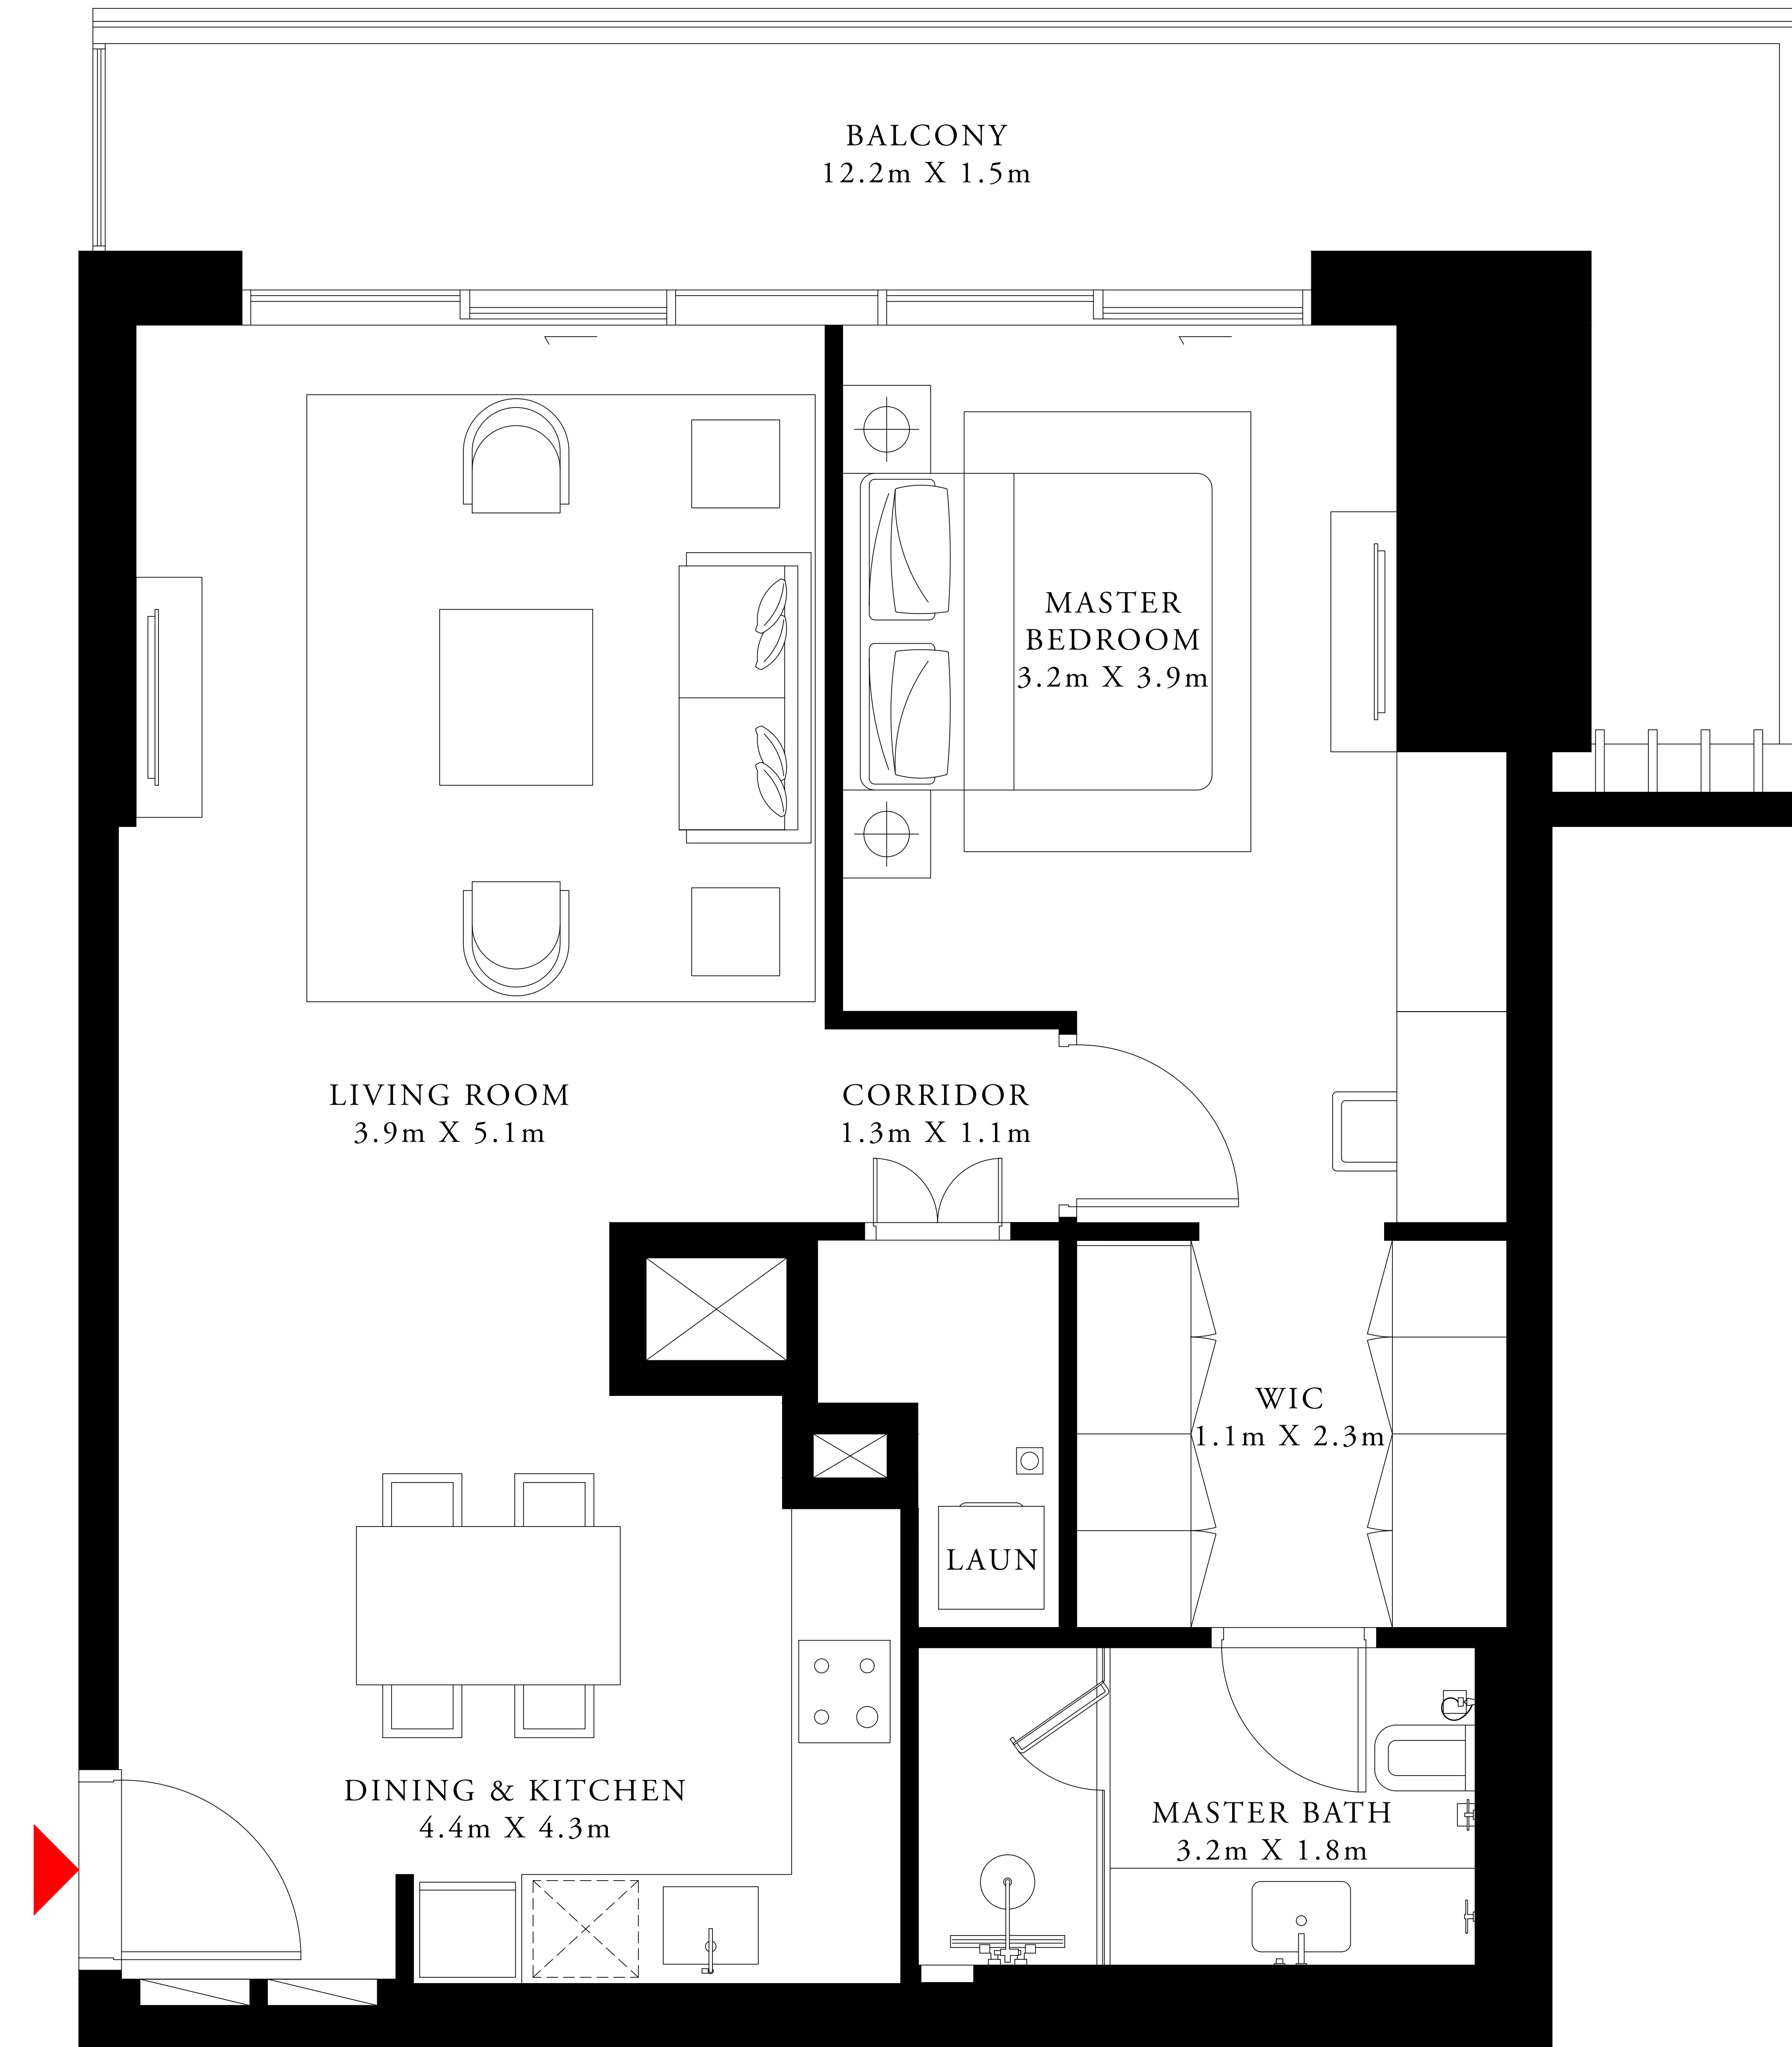 BALCONY
12.2m X 1.5m
MASTER
BEDROOM
3.2m X 3.9m
LIVING ROOM
3.9m X 5.1m
CORRIDOR
1.3m X 1.1m
WIC
1.1m X 2.3m
LAUN
DINING & KITCHEN
4.4m X 4.3m
MASTER BATH
3.2m X 1.8m